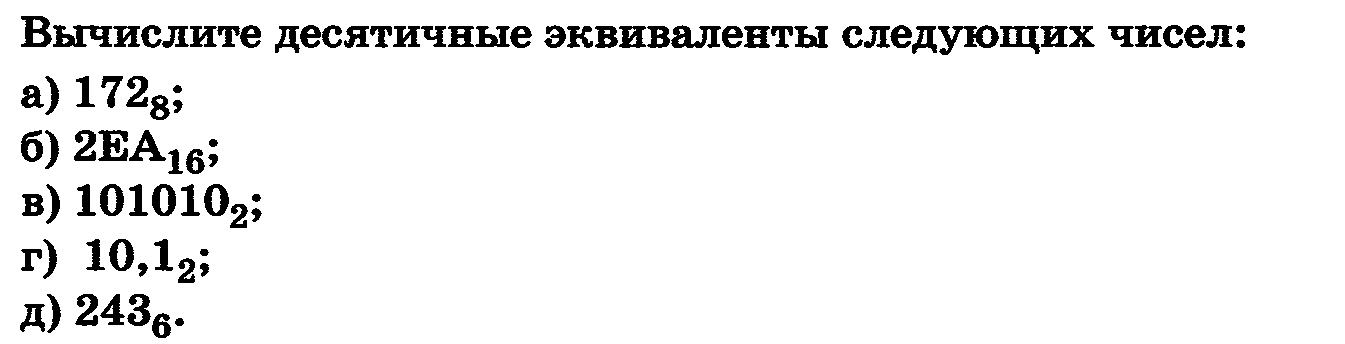 Вычислите десятичные эквиваленты следующих чисел:
а) 172₈;
б) 2EA₁₆;
в) 101010₂;
г) 10,1₂;
д) 243₆.